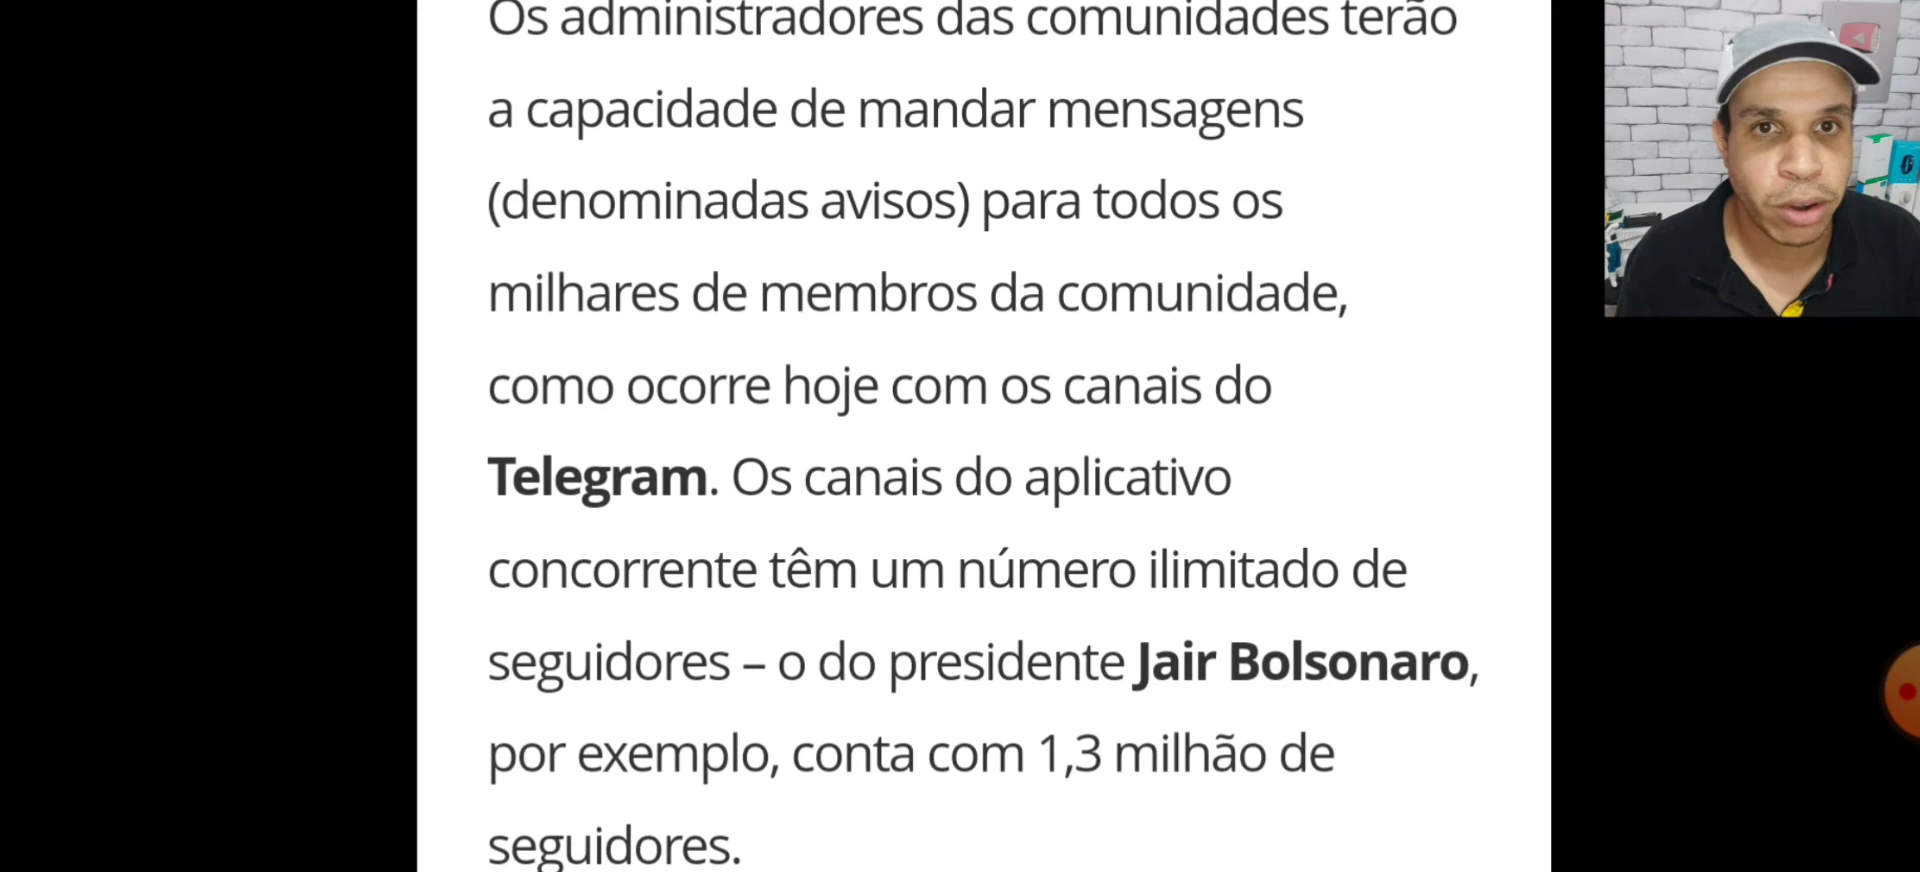 Os administradores das comunidades terão
a capacidade de mandar mensagens
(denominadas avisos) para todos os
milhares de membros da comunidade,
como ocorre hoje com os canais do
Telegram. Os canais do aplicativo
concorrente têm um número ilimitado de
seguidores – o do presidente Jair Bolsonaro,
por exemplo, conta com 1,3 milhão de
seguidores.